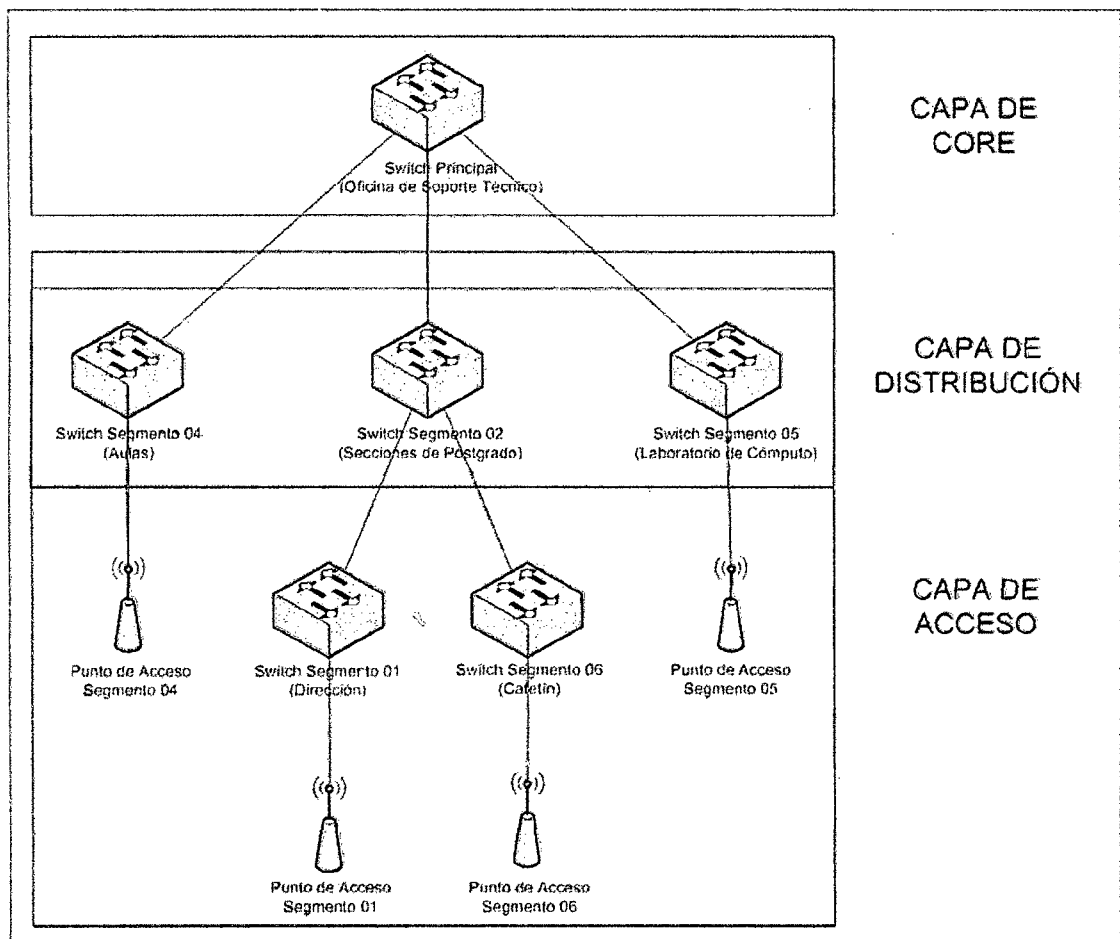 CAPA DE
CORE
Switch Principal
(Oficina de Soporte Técnico)
CAPA DE
DISTRIBUCIÓN
Switch Segmento 04
(Aulas)
Switch Segmento 02
(Secciones de Postgrado)
Switch Segmento 05
(Laboratorio de Cómputo)
CAPA DE
ACCESO
Punto de Acceso
Segmento 04
Switch Segmento 01
(Dirección)
Switch Segmento 06
(Cafetín)
Punto de Acceso
Segmento 05
Punto de Acceso
Segmento 01
Punto de Acceso
Segmento 06